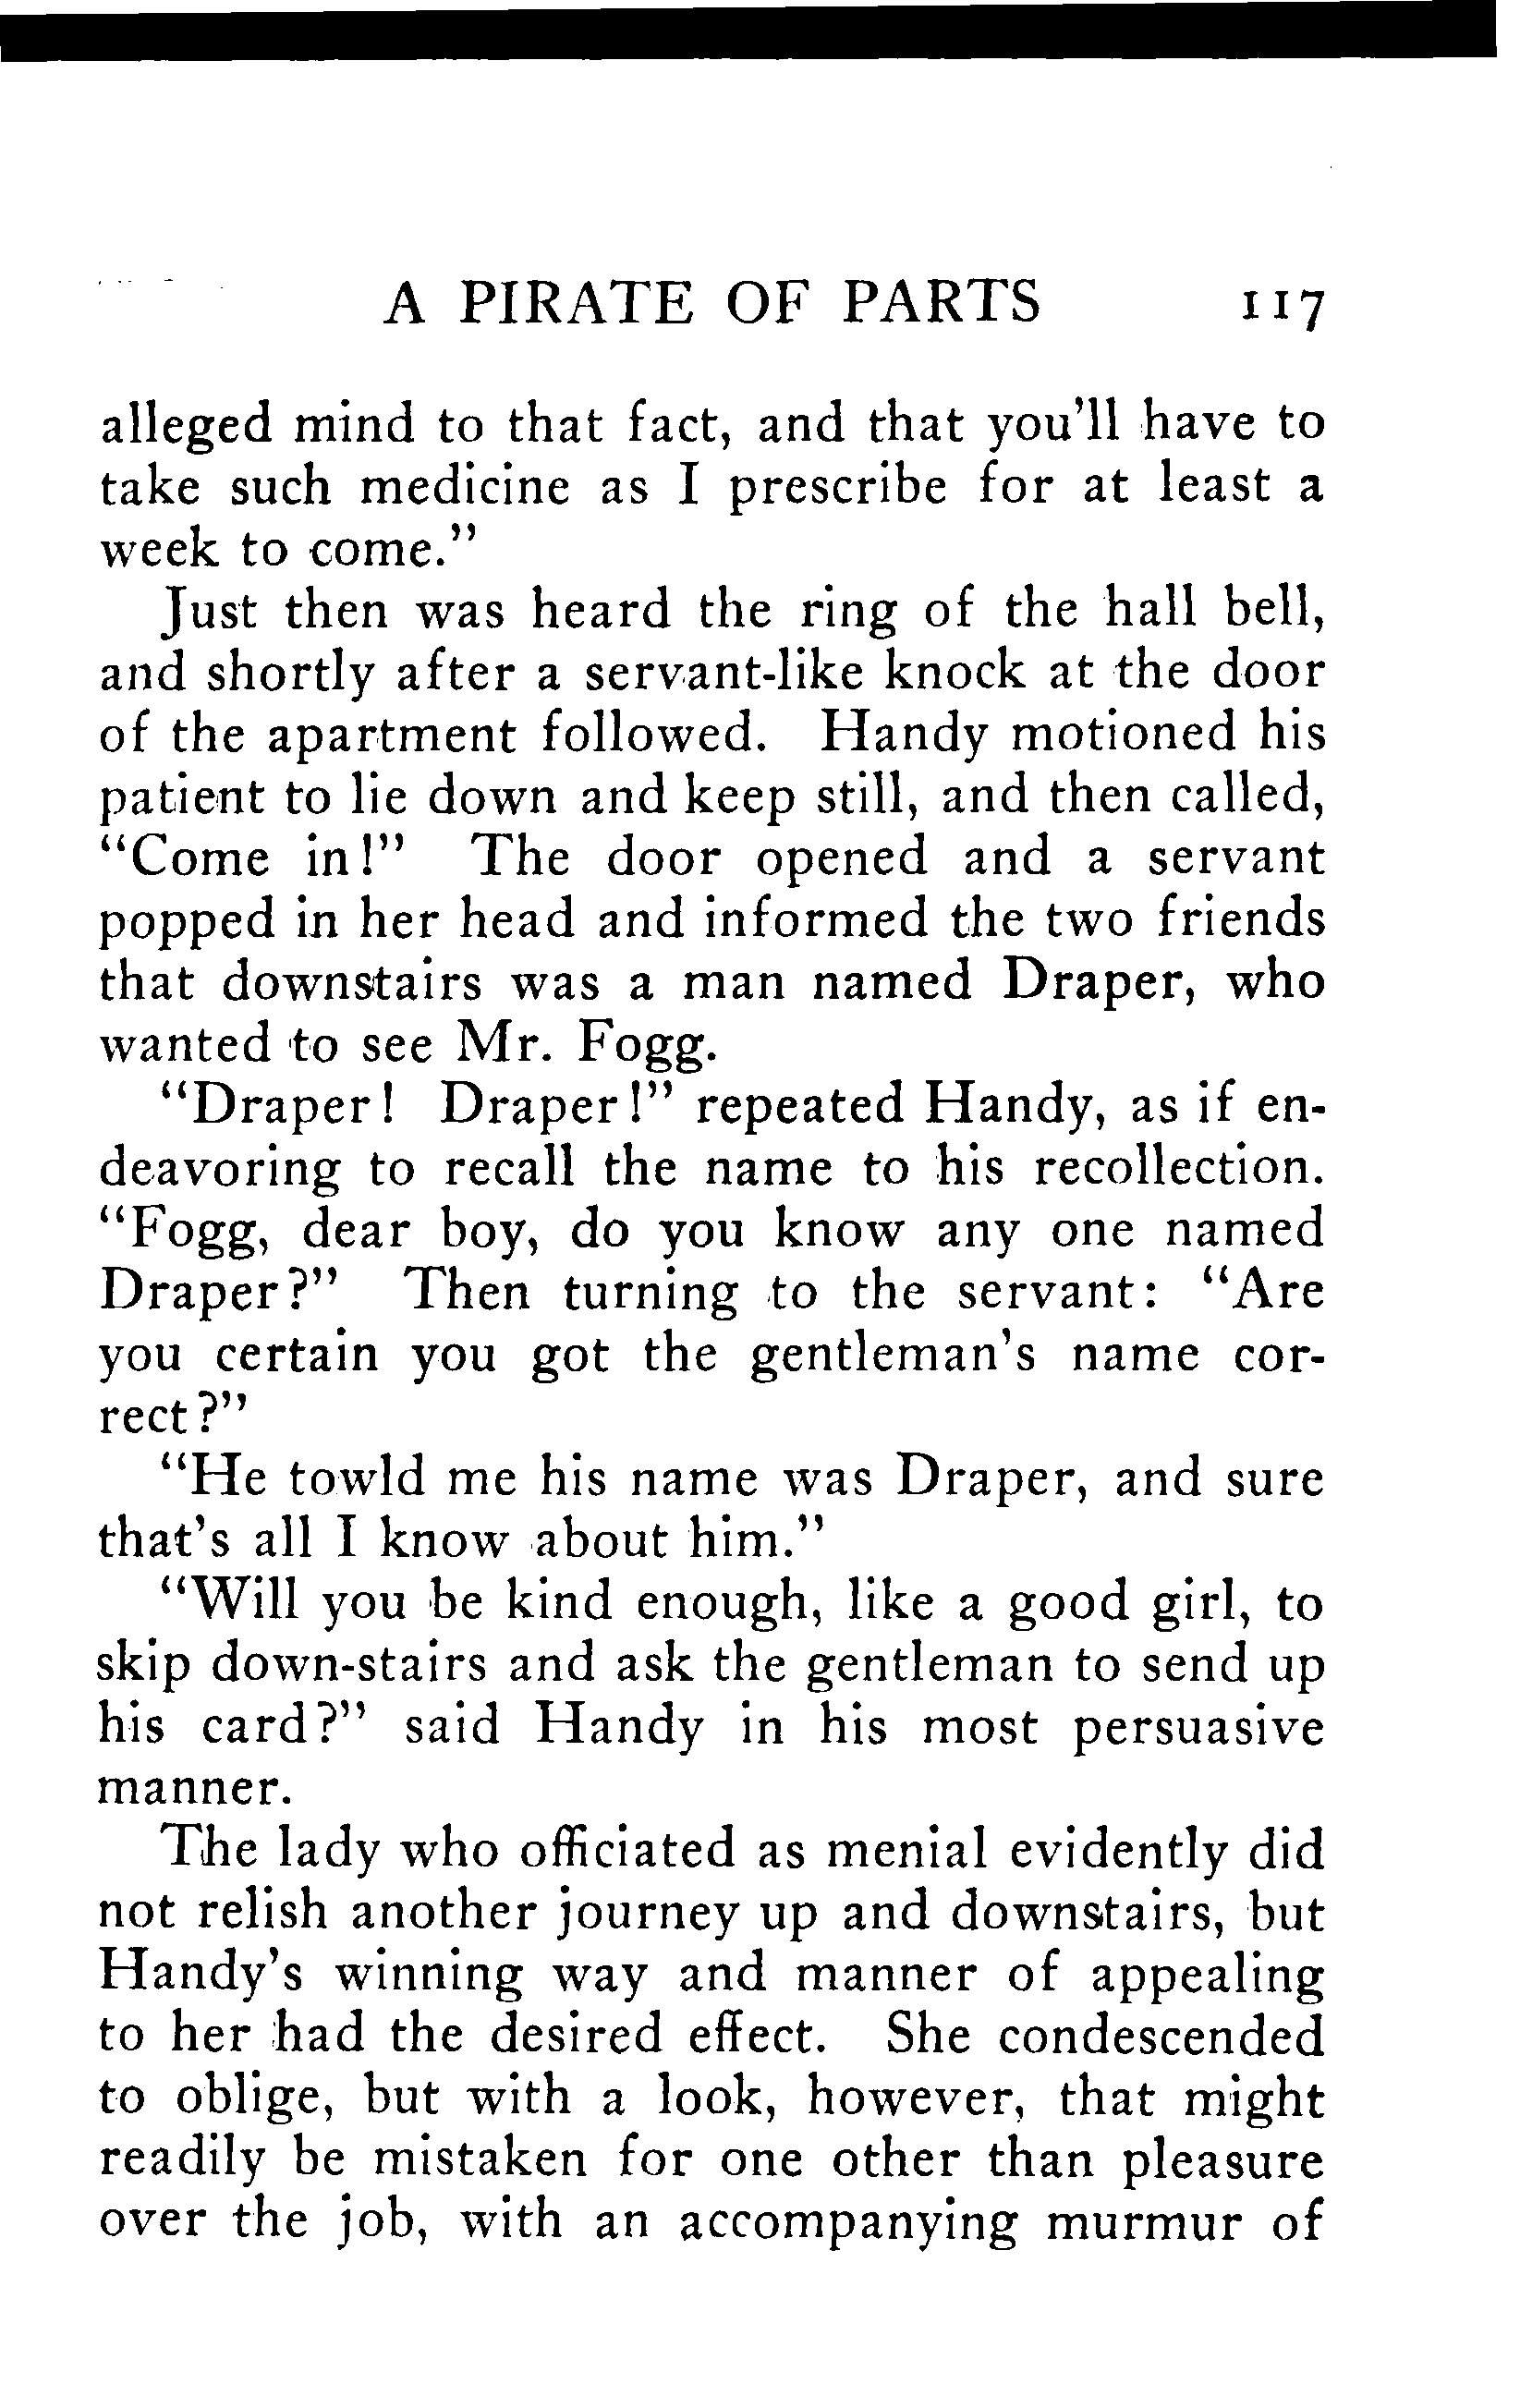 A PIRATE OF PARTS 117
alleged mind to that fact, and that you'll have to
take such medicine as I prescribe for at least a
week to come."
Just then was heard the ring of the hall bell,
and shortly after a servant-like knock at the door
of the apartment followed. Handy motioned his
patient to lie down and keep still, and then called,
"Come in!" The door opened and a servant
popped in her head and informed the two friends
that downstairs was a man named Draper, who
wanted to see Mr. Fogg.
"Draper! Draper!" repeated Handy, as if en-
deavoring to recall the name to his recollection.
"Fogg, dear boy, do you know any one named
Draper?" Then turning to the servant: "Are
you certain you got the gentleman's name cor-
rect?"
"He towld me his name was Draper, and sure
that's all I know about him."
"Will you be kind enough, like a good girl, to
skip down-stairs and ask the gentleman to send up
his card?" said Handy in his most persuasive
manner.
The lady who officiated as menial evidently did
not relish another journey up and downstairs, but
Handy's winning way and manner of appealing
to her had the desired effect. She condescended
to oblige, but with a look, however, that might
readily be mistaken for one other than pleasure
over the job, with an accompanying murmur of